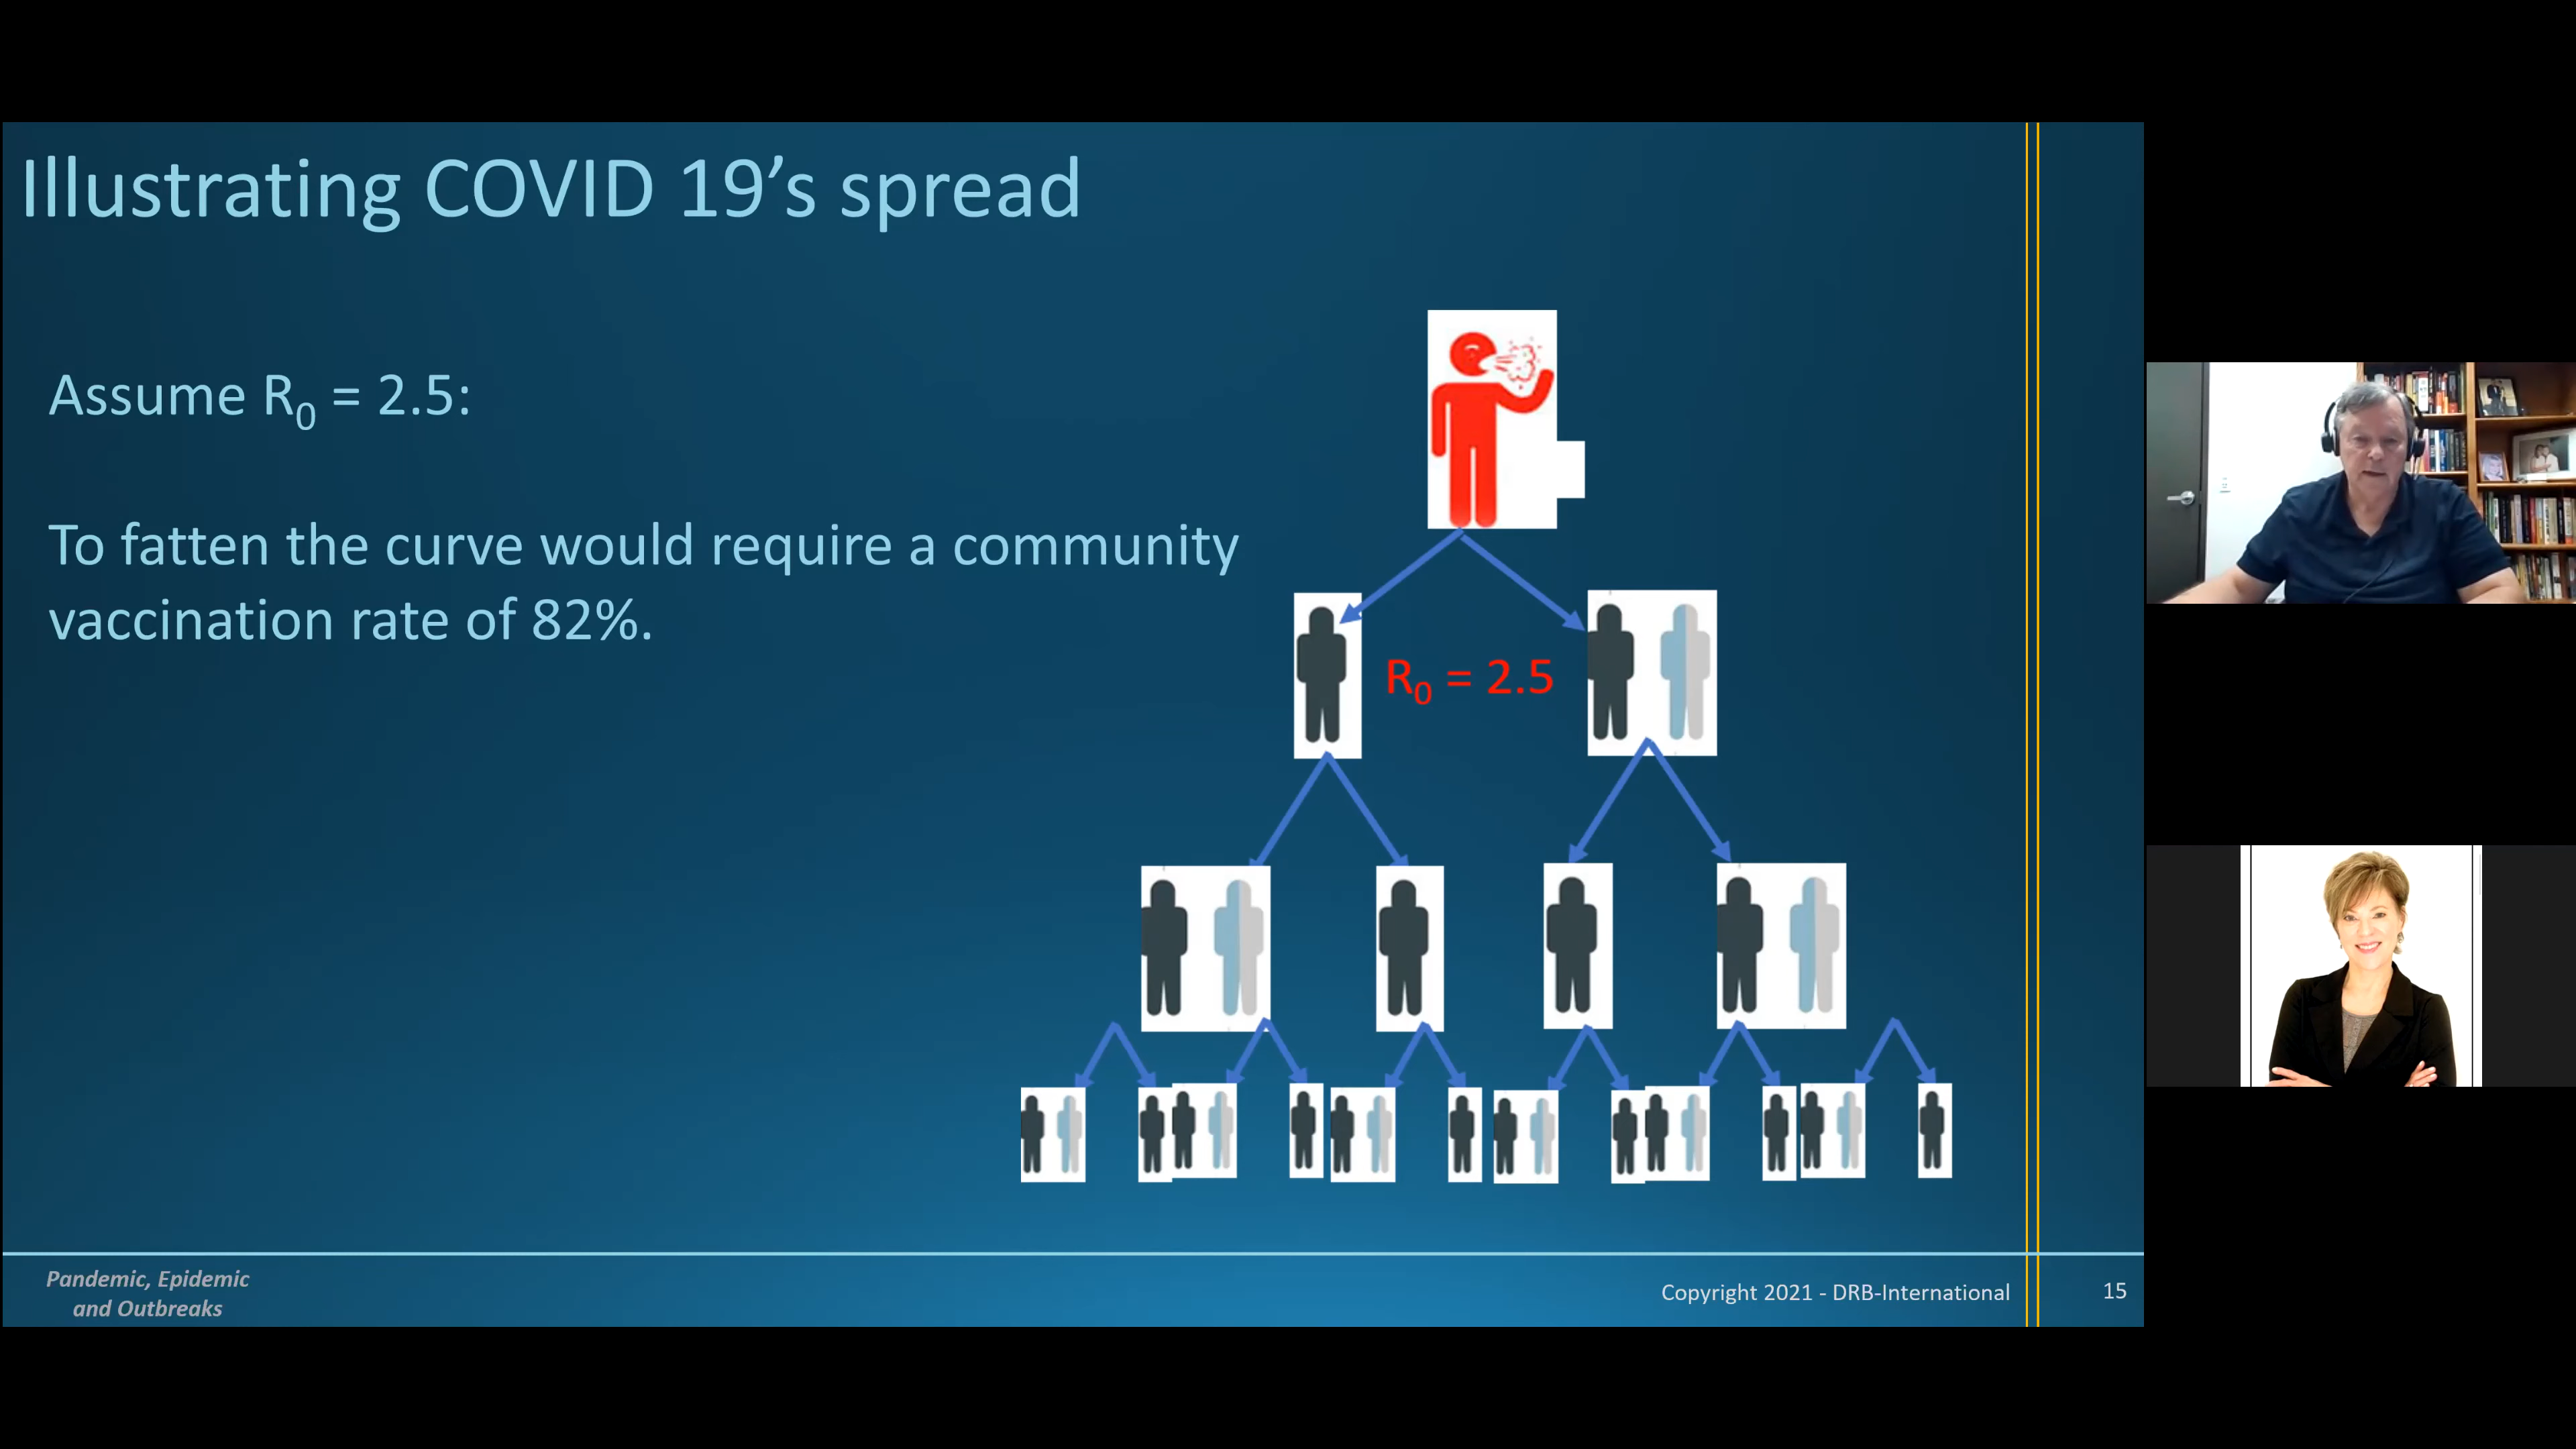 Illustrating COVID 19’s spread
Assume R0 = 2.5:
To fatten the curve would require a community
vaccination rate of 82%.
R0 = 2.5
Pandemic, Epidemic
and Outbreaks
Copyright 2021 - DRB-International
15